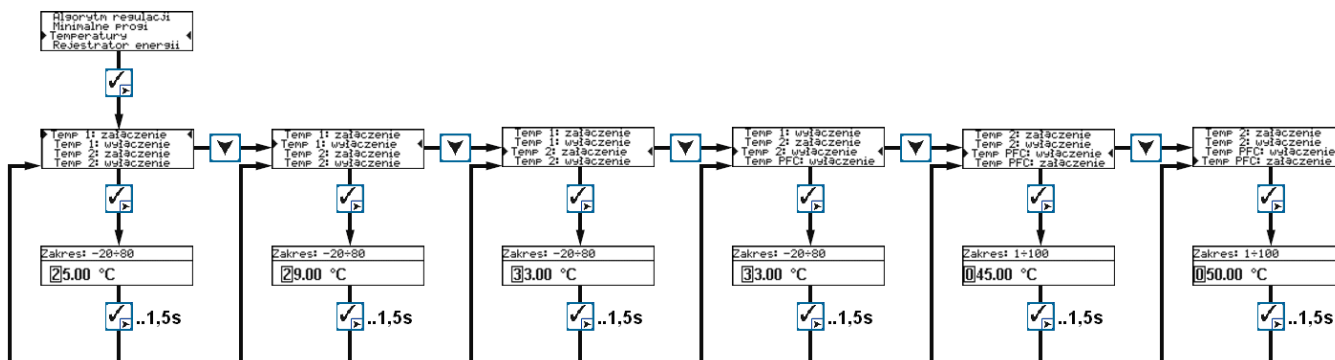 Algorytm regulacji
Minimalne progi
Temperatury
Rejestrator energii
Temp 1: załączenie
Temp 1: wyłączenie
Temp 2: załączenie
Temp 2: wyłączenie
Temp 1: załączenie
Temp 1: wyłączenie
Temp 2: załączenie
Temp 2: wyłączenie
Temp 1: załączenie
Temp 1: wyłączenie
Temp 2: załączenie
Temp 2: wyłączenie
Temp 1: wyłączenie
Temp 2: załączenie
Temp 2: wyłączenie
Temp PFC: wyłączenie
Temp 2: załączenie
Temp 2: wyłączenie
Temp PFC: wyłączenie
Temp PFC: załączenie
Temp 2: załączenie
Temp 2: wyłączenie
Temp PFC: wyłączenie
Temp PFC: załączenie
Zakres: -20÷80
25.00 °C
Zakres: -20÷80
29.00 °C
Zakres: -20÷80
33.00 °C
Zakres: -20÷80
33.00 °C
Zakres: 1÷100
045.00 °C
Zakres: 1÷100
050.00 °C
..1,5s
..1,5s
..1,5s
..1,5s
..1,5s
..1,5s